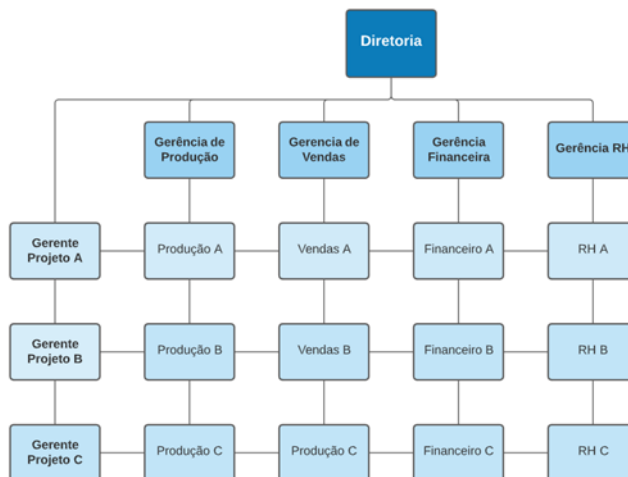 Diretoria
Gerência de
Produção
Gerencia de
Vendas
Gerência
Financeira
Gerência RH
Gerente
Projeto A
Produção A
Vendas A
Financeiro A
RH A
Gerente
Projeto B
Produção B
Vendas B
Financeiro B
RH B
Gerente
Projeto C
Produção C
Produção C
Financeiro C
RH C